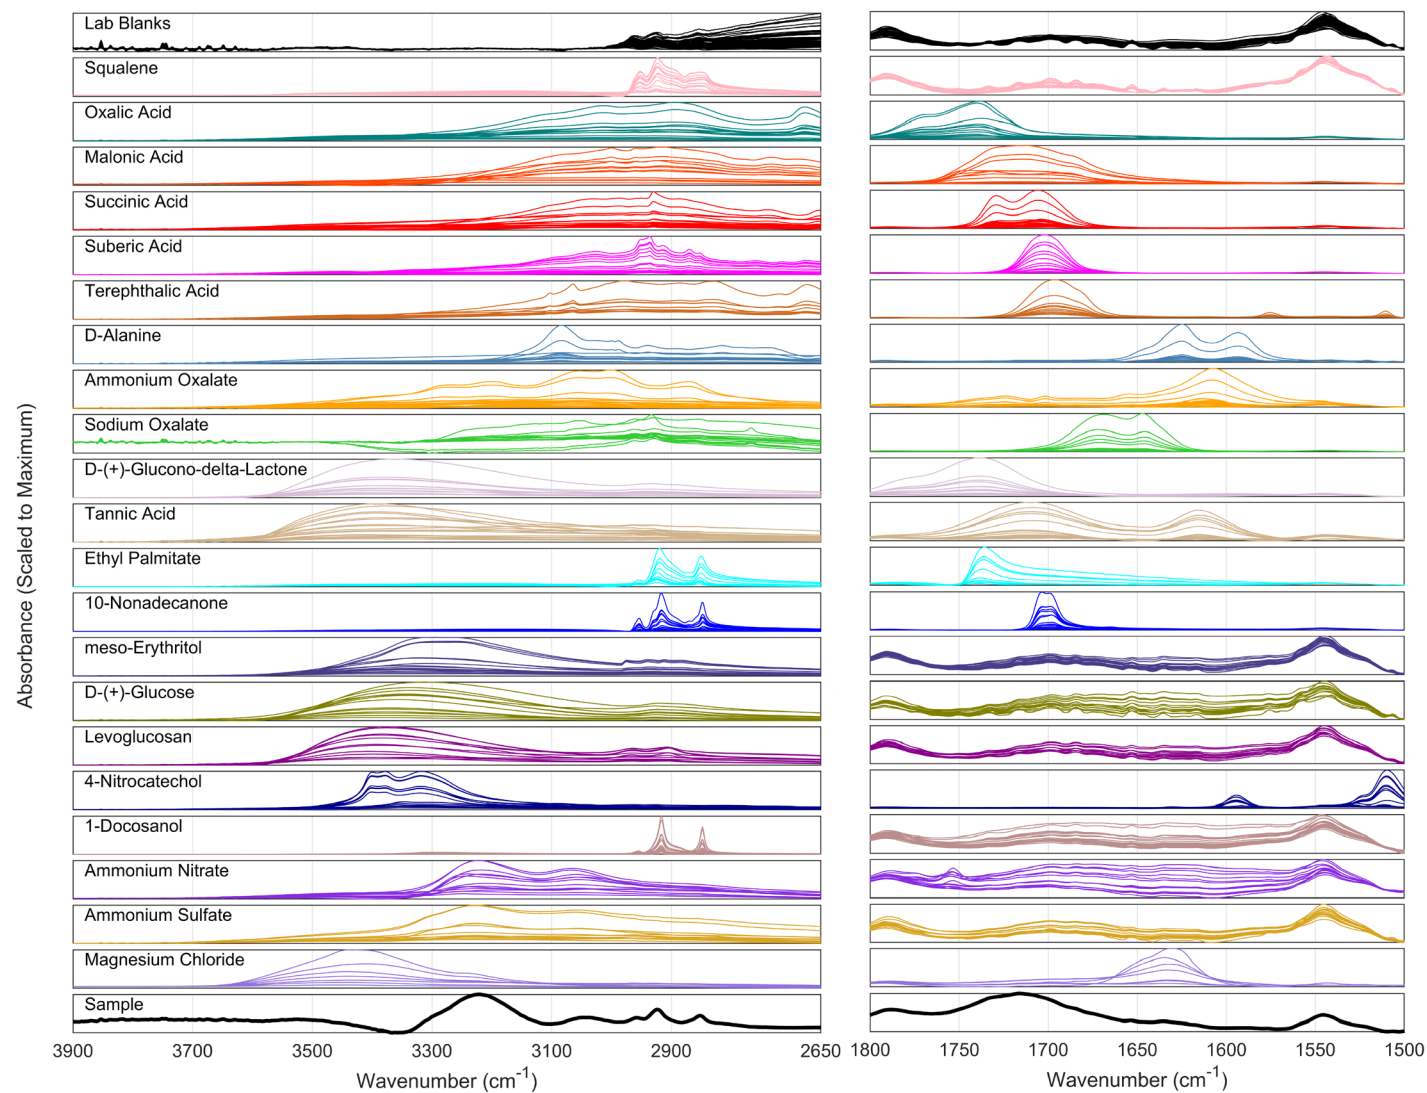 Absorbance (Scaled to Maximum)
Lab Blanks
Squalene
Oxalic Acid
Malonic Acid
Succinic Acid
Suberic Acid
Terephthalic Acid
D-Alanine
Ammonium Oxalate
Sodium Oxalate
D-(+)-Glucono-delta-Lactone
Tannic Acid
Ethyl Palmitate
10-Nonadecanone
meso-Erythritol
D-(+)-Glucose
Levoglucosan
4-Nitrocatechol
1-Docosanol
Ammonium Nitrate
Ammonium Sulfate
Magnesium Chloride
Sample
3900 3700 3500 3300 3100 2900 2650
Wavenumber (cm⁻¹)
1800 1750 1700 1650 1600 1550 1500
Wavenumber (cm⁻¹)